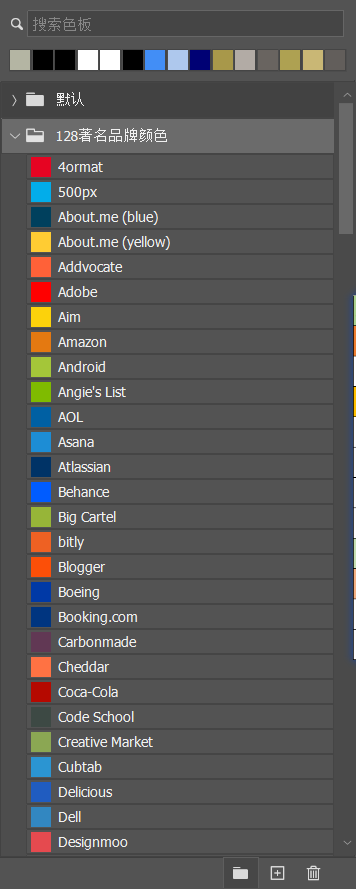 搜索色板
默认
128著名品牌颜色
4ormat
500px
About.me (blue)
About.me (yellow)
Addvocate
Adobe
Aim
Amazon
Android
Angie's List
AOL
Asana
Atlassian
Behance
Big Cartel
bitly
Blogger
Boeing
Booking.com
Carbonmade
Cheddar
Coca-Cola
Code School
Creative Market
Cubtab
Delicious
Dell
Designmoo